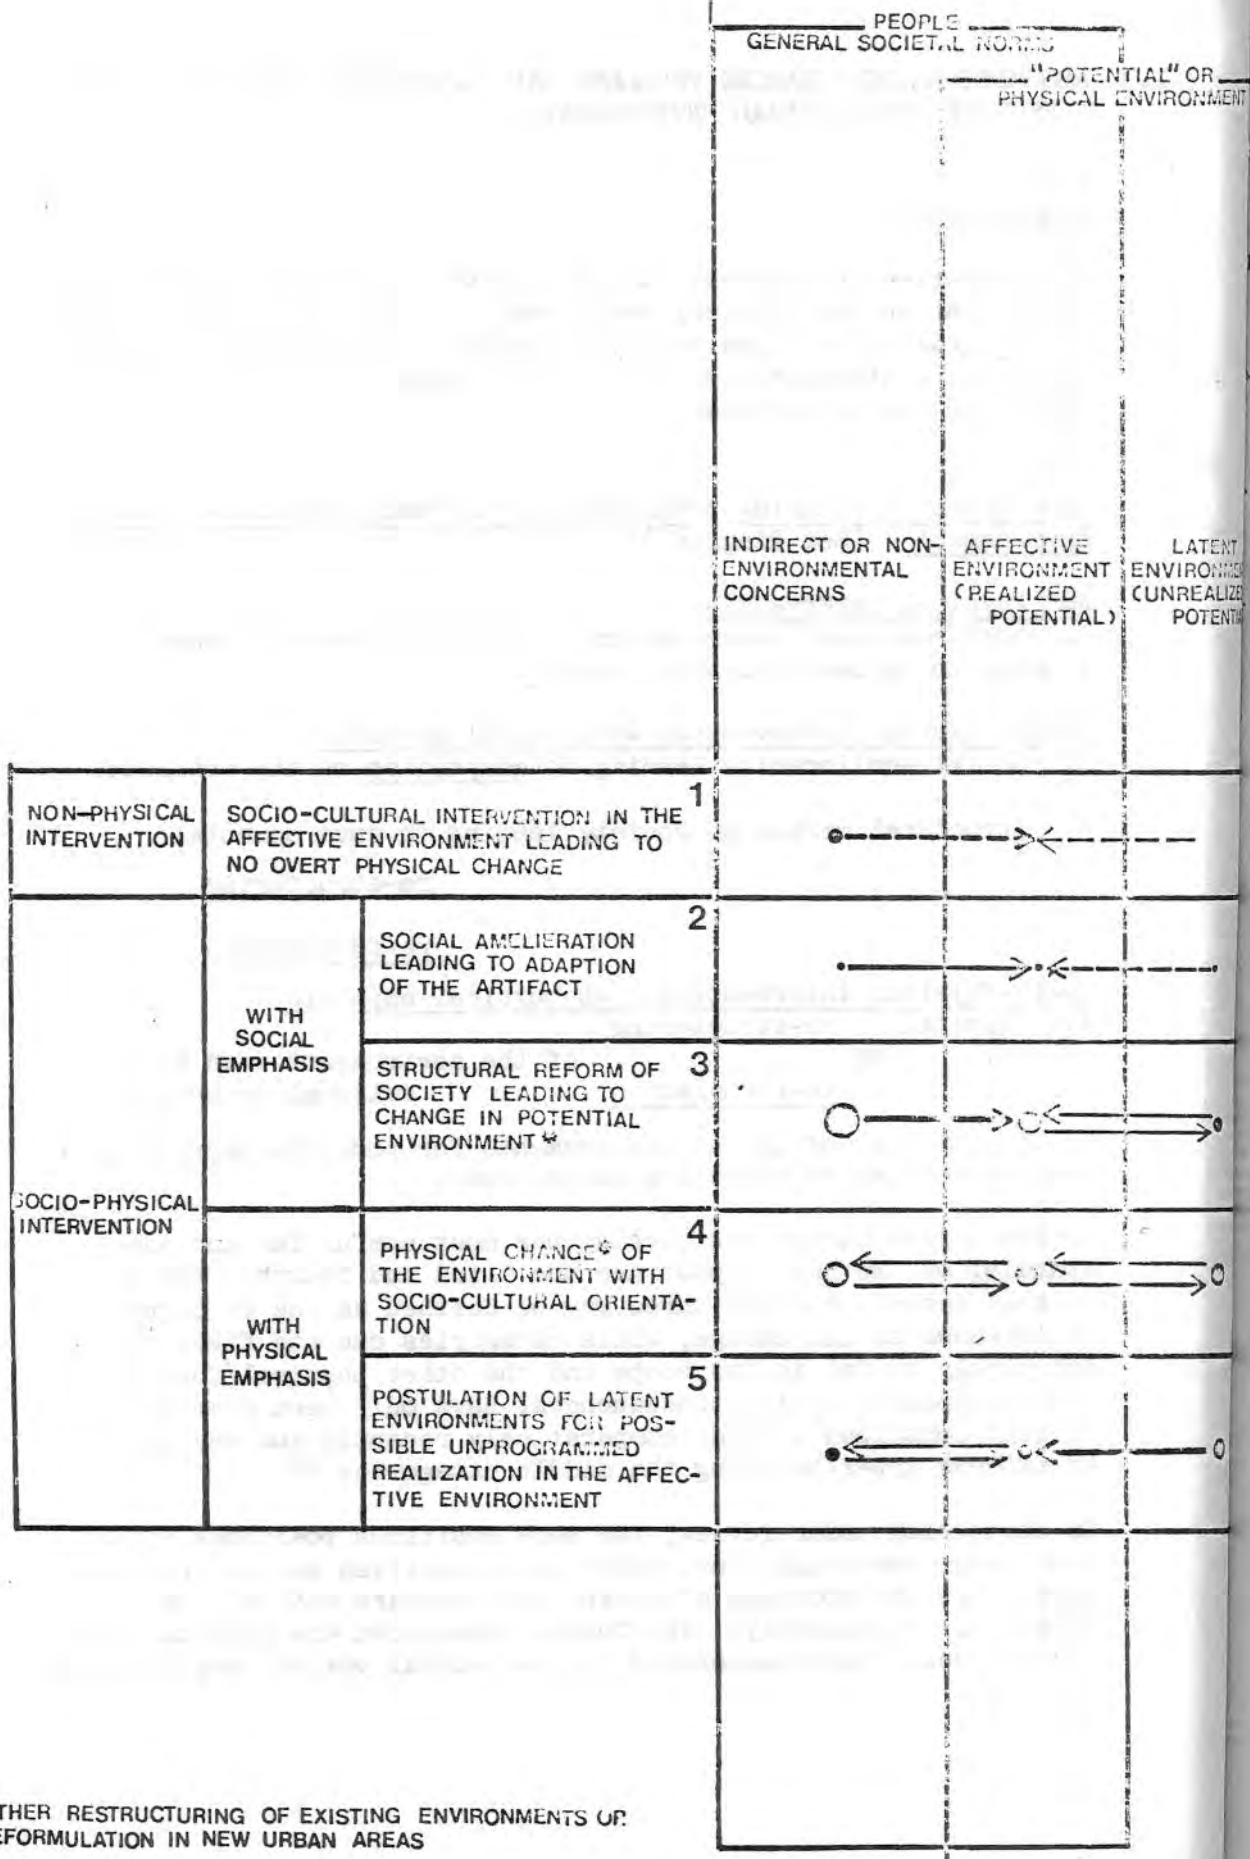 PEOPLE
GENERAL SOCIETAL NORMS
"POTENTIAL" OR
PHYSICAL ENVIRONMENT
INDIRECT OR NON-
ENVIRONMENTAL
CONCERNS
AFFECTIVE
ENVIRONMENT
(REALIZED
POTENTIAL)
LATENT
ENVIRONME
(UNREALIZE
POTENTIA
NON-PHYSICAL
INTERVENTION
SOCIO-CULTURAL INTERVENTION IN THE
AFFECTIVE ENVIRONMENT LEADING TO
NO OVERT PHYSICAL CHANGE
1
SOCIO-PHYSICAL
INTERVENTION
WITH
SOCIAL
EMPHASIS
SOCIAL AMELIERATION
LEADING TO ADAPTION
OF THE ARTIFACT
2
STRUCTURAL REFORM OF
SOCIETY LEADING TO
CHANGE IN POTENTIAL
ENVIRONMENT *
3
WITH
PHYSICAL
EMPHASIS
PHYSICAL CHANGE* OF
THE ENVIRONMENT WITH
SOCIO-CULTURAL ORIENTA-
TION
4
POSTULATION OF LATENT
ENVIRONMENTS FOR POS-
SIBLE UNPROGRAMMED
REALIZATION IN THE AFFEC-
TIVE ENVIRONMENT
5
THER RESTRUCTURING OF EXISTING ENVIRONMENTS OR
EFORMULATION IN NEW URBAN AREAS